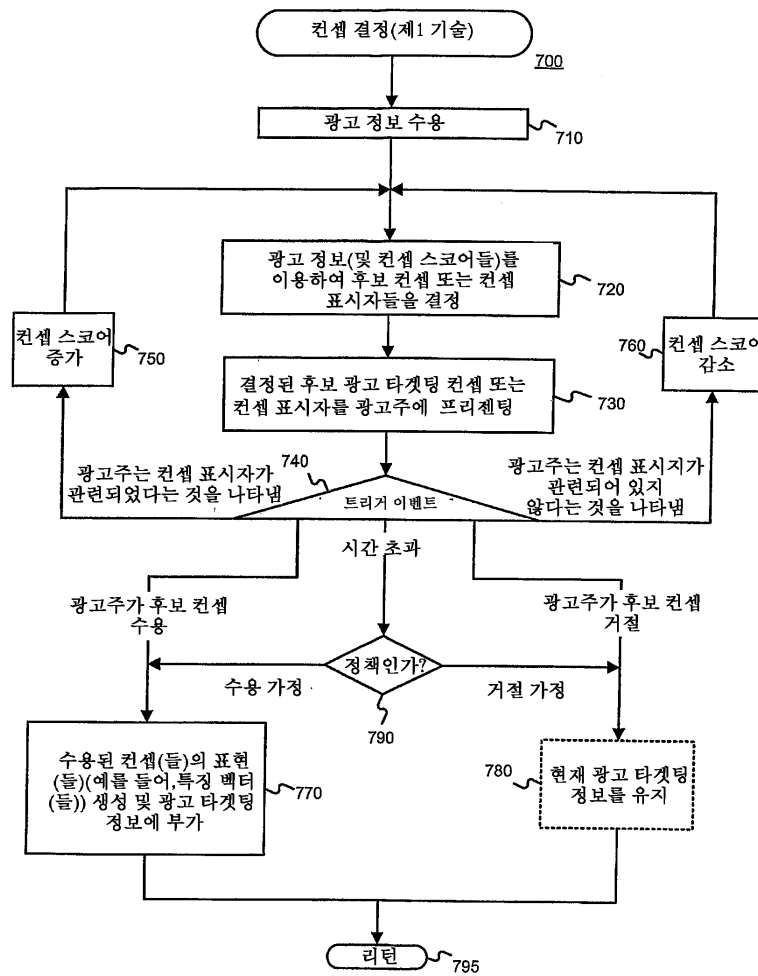 컨셉 결정(제1 기술)
700
광고 정보 수용
710
광고 정보(및 컨셉 스코어들)를
이용하여 후보 컨셉 또는 컨셉
표시자들을 결정
720
컨셉 스코어
증가
750
760
컨셉 스코어
감소
결정된 후보 광고 타겟팅 컨셉 또는
컨셉 표시자를 광고주에 프리젠팅
730
740
광고주는 컨셉 표시자가
관련되었다는 것을 나타냄
트리거 이벤트
광고주는 컨셉 표시지가
관련되어 있지
않다는 것을 나타냄
시간 초과
광고주가 후보 컨셉
수용
광고주가 후보 컨셉
거절
정책인가?
수용 가정
거절 가정
790
수용된 컨셉(들)의 표현
(들)(예를 들어,특징 벡터
(들)) 생성 및 광고 타겟팅
정보에 부가
770
780
현재 광고 타겟팅
정보를 유지
리턴
795